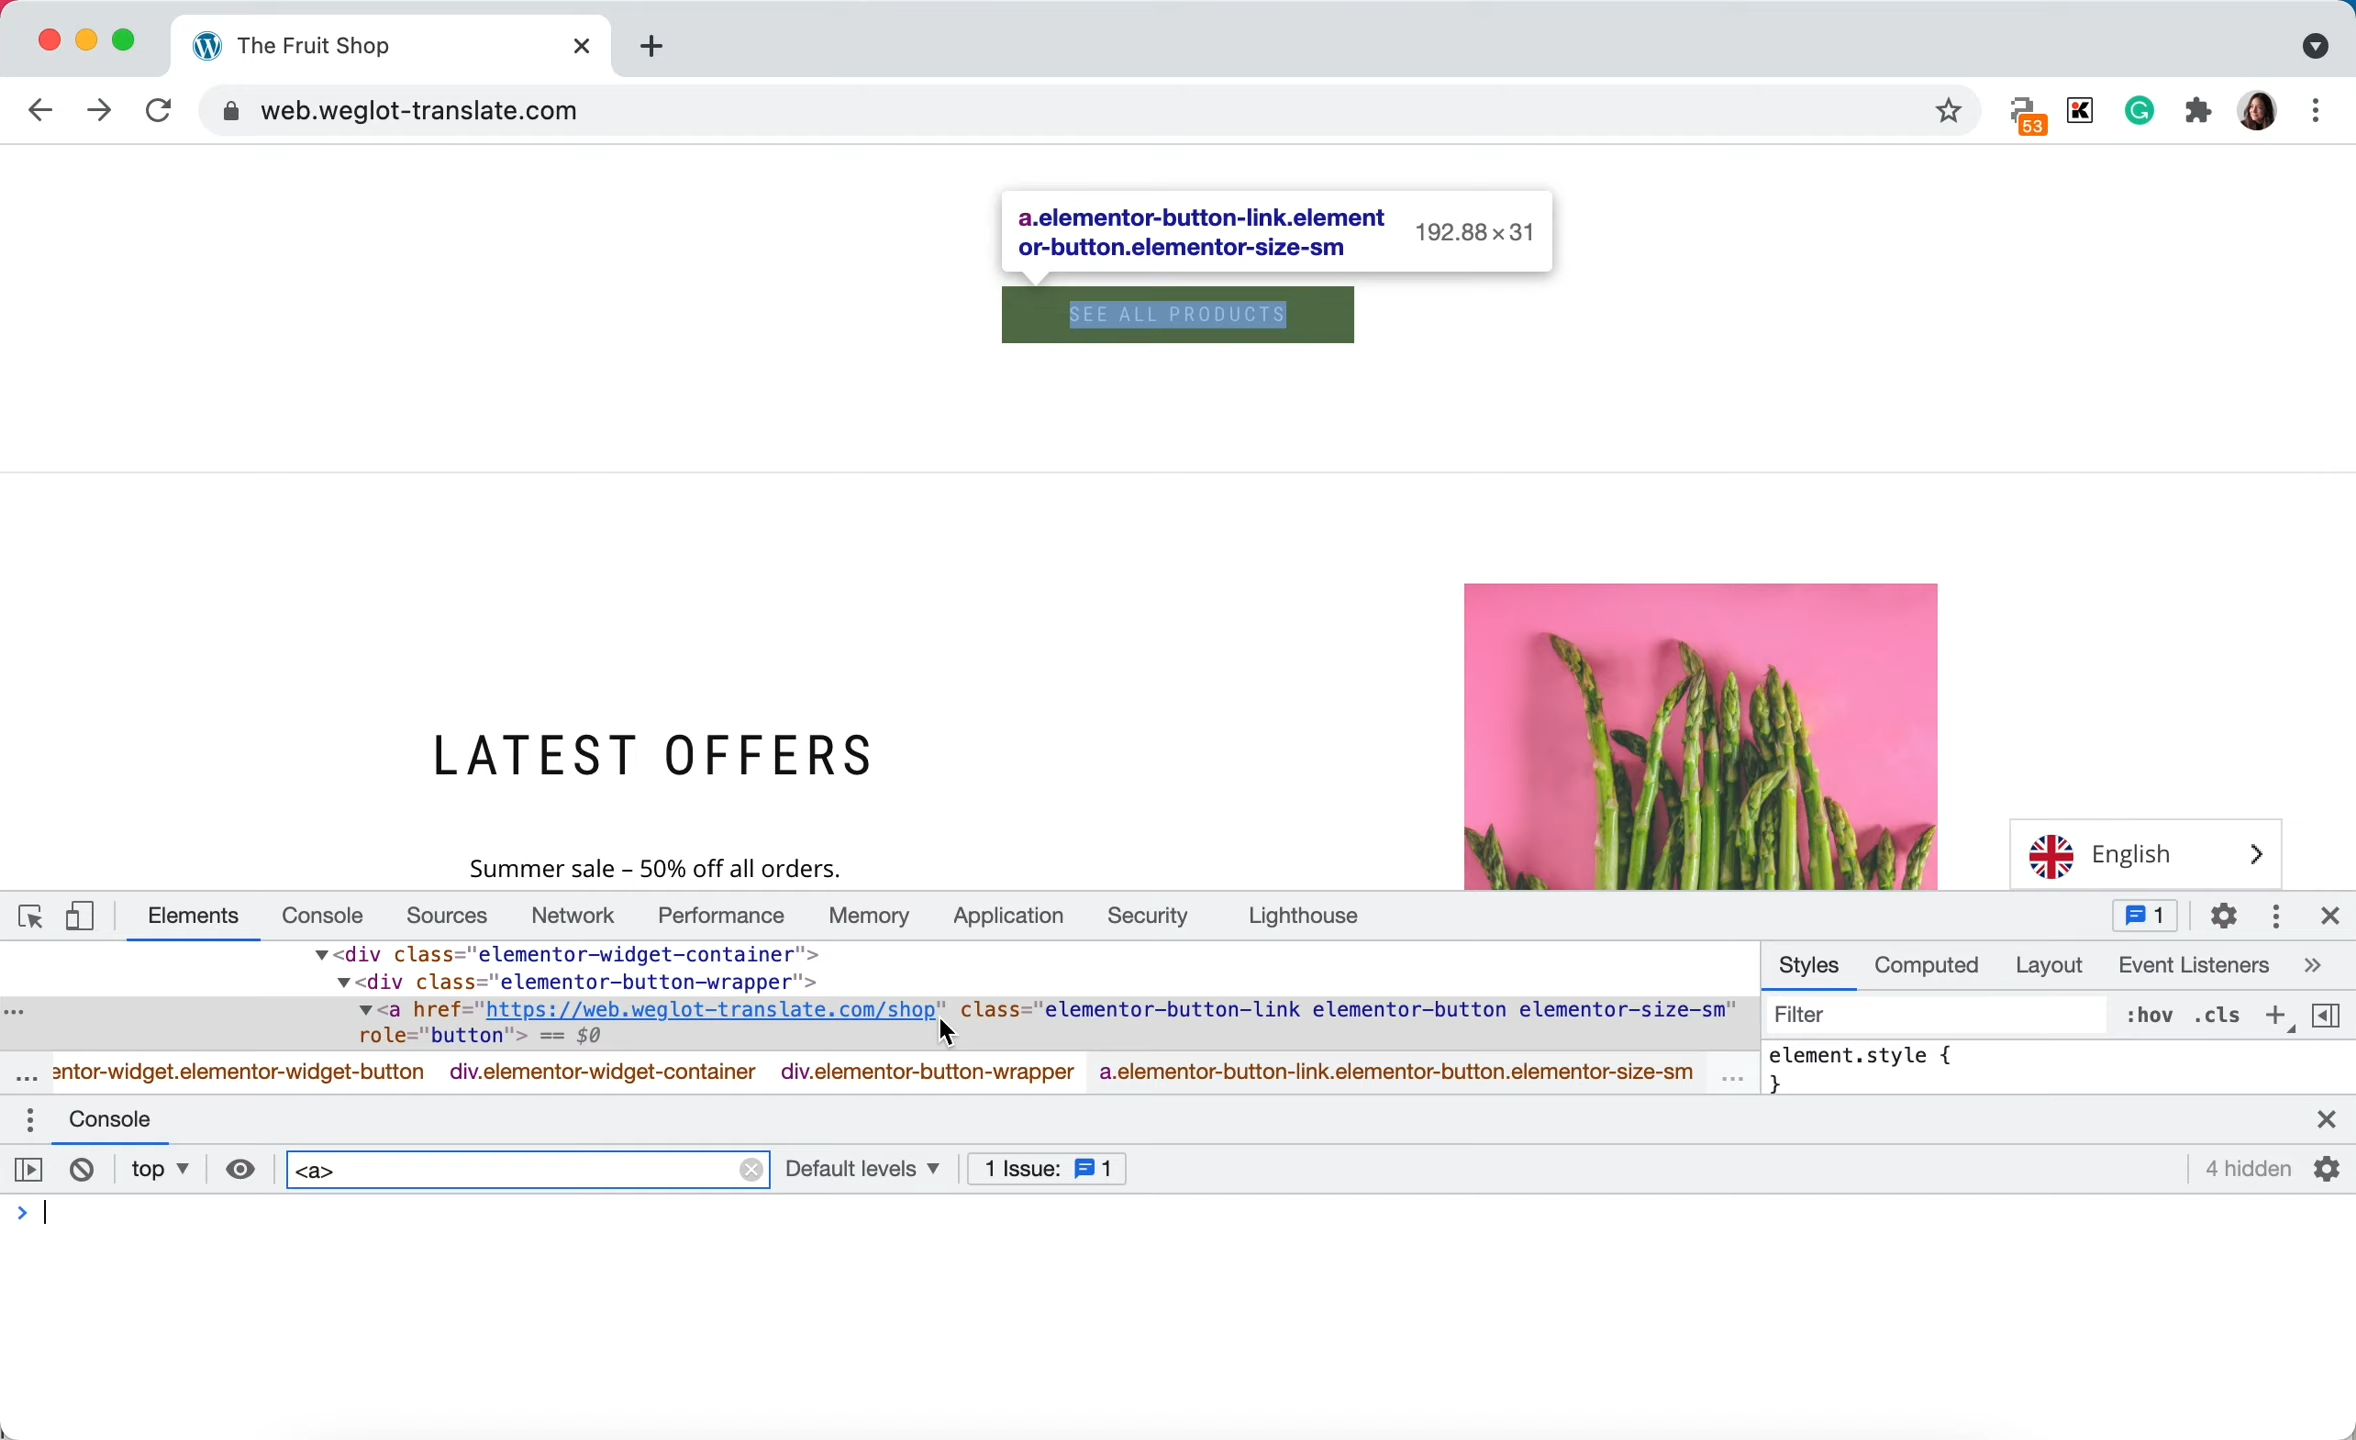 The Fruit Shop
web.weglot-translate.com
53
a.elementor-button-link.element
or-button.elementor-size-sm
192.88×31
SEE ALL PRODUCTS
LATEST OFFERS
Summer sale – 50% off all orders.
English
Elements Console Sources Network Performance Memory Application Security Lighthouse 1
<div class="elementor-widget-container">
<div class="elementor-button-wrapper">
<a href="https://web.weglot-translate.com/shop" class="elementor-button-link elementor-button elementor-size-sm"
role="button"> == $0
... entor-widget.elementor-widget-button div.elementor-widget-container div.elementor-button-wrapper a.elementor-button-link.elementor-button.elementor-size-sm ...
Styles Computed Layout Event Listeners »
Filter :hov .cls +
element.style {
}
Console
top <a> Default levels 1 Issue: 1 4 hidden
>